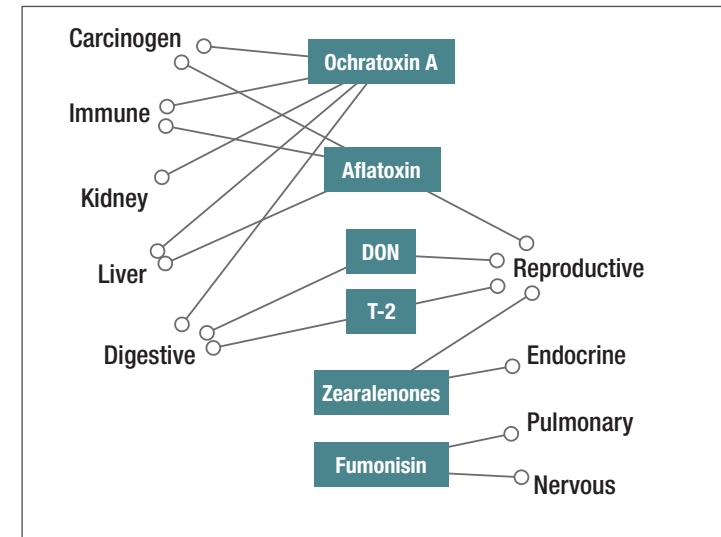 Carcinogen
Ochratoxin A
Immune
Aflatoxin
Kidney
DON
Reproductive
Liver
T-2
Digestive
Endocrine
Zearalenones
Pulmonary
Fumonisin
Nervous